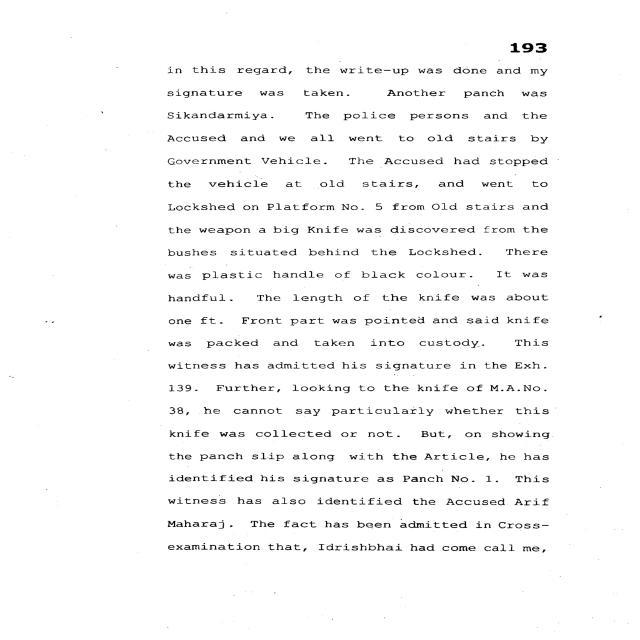 193
in this regard, the write-up was done and my
signature was taken. Another panch was
Sikandarmiya. The police persons and the
Accused and we all went to old stairs by
Government Vehicle. The Accused had stopped
the vehicle at old stairs, and went to
Lockshed on Platform No. 5 from Old stairs and
the weapon a big Knife was discovered from the
bushes situated behind the Lockshed. There
was plastic handle of black colour. It was
handful. The length of the knife was about
one ft. Front part was pointed and said knife
was packed and taken into custody. This
witness has admitted his signature in the Exh.
139. Further, looking to the knife of M.A.No.
38, he cannot say particularly whether this
knife was collected or not. But, on showing
the panch slip along with the Article, he has
identified his signature as Panch No. 1. This
witness has also identified the Accused Arif
Maharaj. The fact has been admitted in Cross-
examination that, Idrishbhai had come call me,